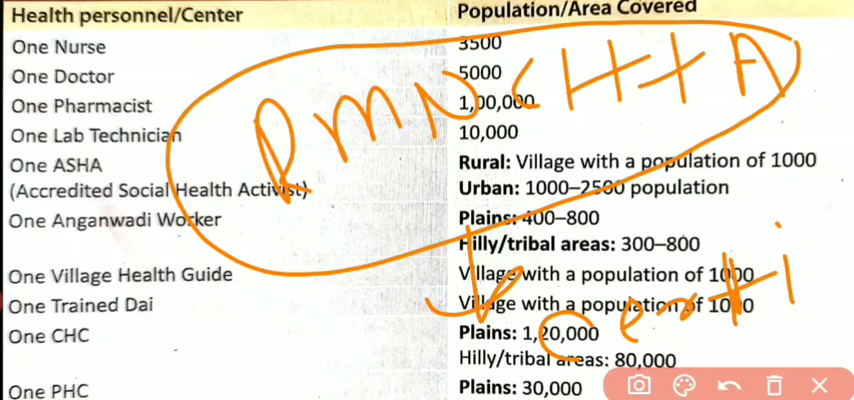 Health personnel/Center Population/Area Covered
One Nurse 3500
One Doctor 5000
One Pharmacist 1,00,000
One Lab Technician 10,000
One ASHA Rural: Village with a population of 1000
(Accredited Social Health Activist) Urban: 1000–2500 population
One Anganwadi Worker Plains: 400–800
Hilly/tribal areas: 300–800
One Village Health Guide Village with a population of 1000
One Trained Dai Village with a population of 1000
One CHC Plains: 1,20,000
Hilly/tribal areas: 80,000
One PHC Plains: 30,000
RMNCH+A